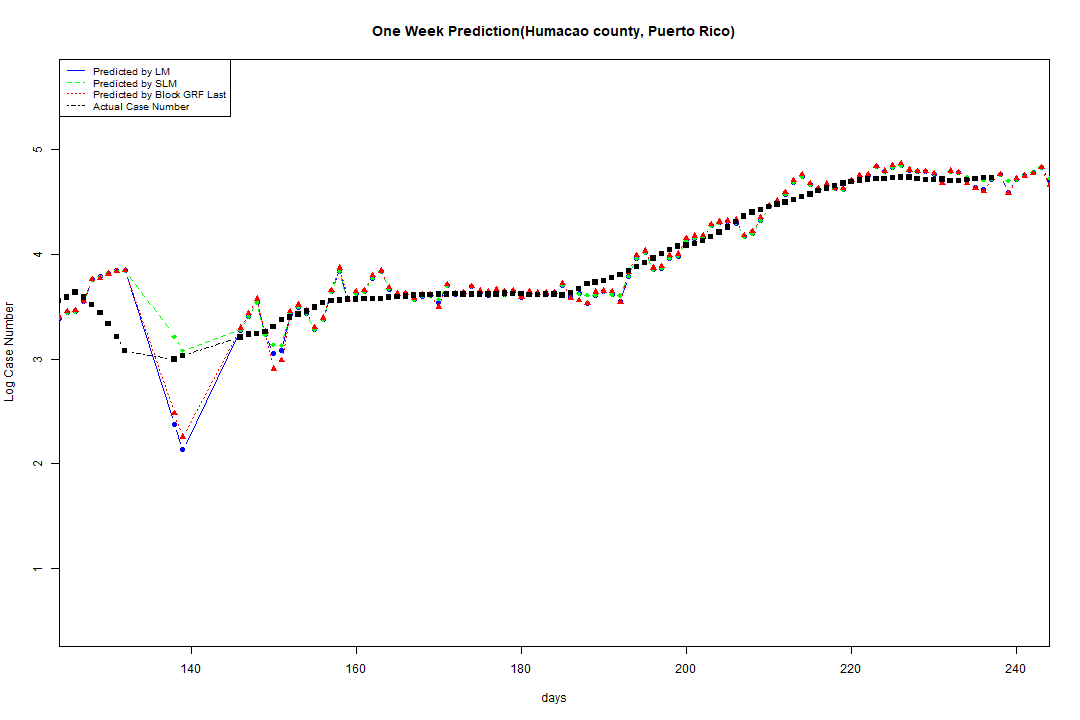 One Week Prediction(Humacao county, Puerto Rico)
Predicted by LM
Predicted by SLM
Predicted by Block GRF Last
Actual Case Number
5
4
3
2
1
Log Case Number
140 160 180 200 220 240
days